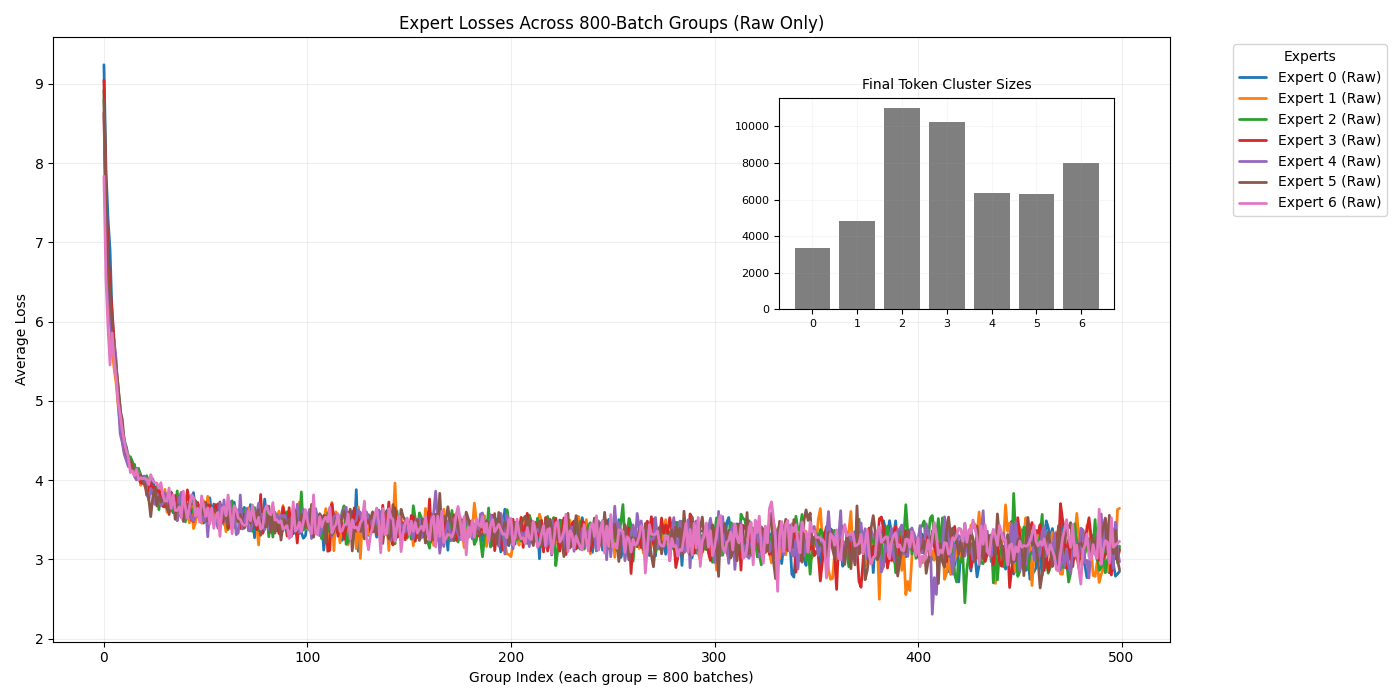 Expert Losses Across 800-Batch Groups (Raw Only)
Average Loss
9
8
7
6
5
4
3
2
0
100
200
300
400
500
Group Index (each group = 800 batches)
Final Token Cluster Sizes
10000
8000
6000
4000
2000
0
0
1
2
3
4
5
6
Experts
Expert 0 (Raw)
Expert 1 (Raw)
Expert 2 (Raw)
Expert 3 (Raw)
Expert 4 (Raw)
Expert 5 (Raw)
Expert 6 (Raw)